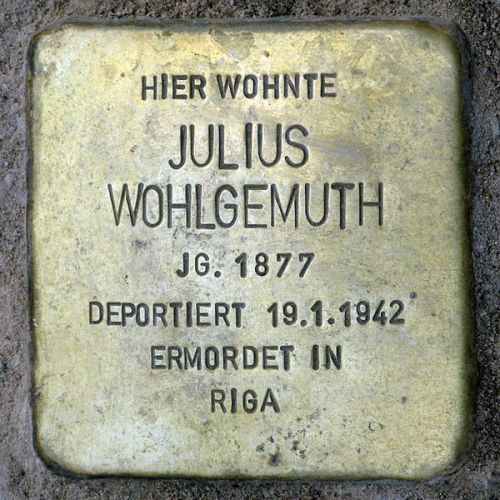 HIER WOHNTE
JULIUS
WOHLGEMUTH
JG. 1877
DEPORTIERT 19.1.1942
ERMORDET IN
RIGA